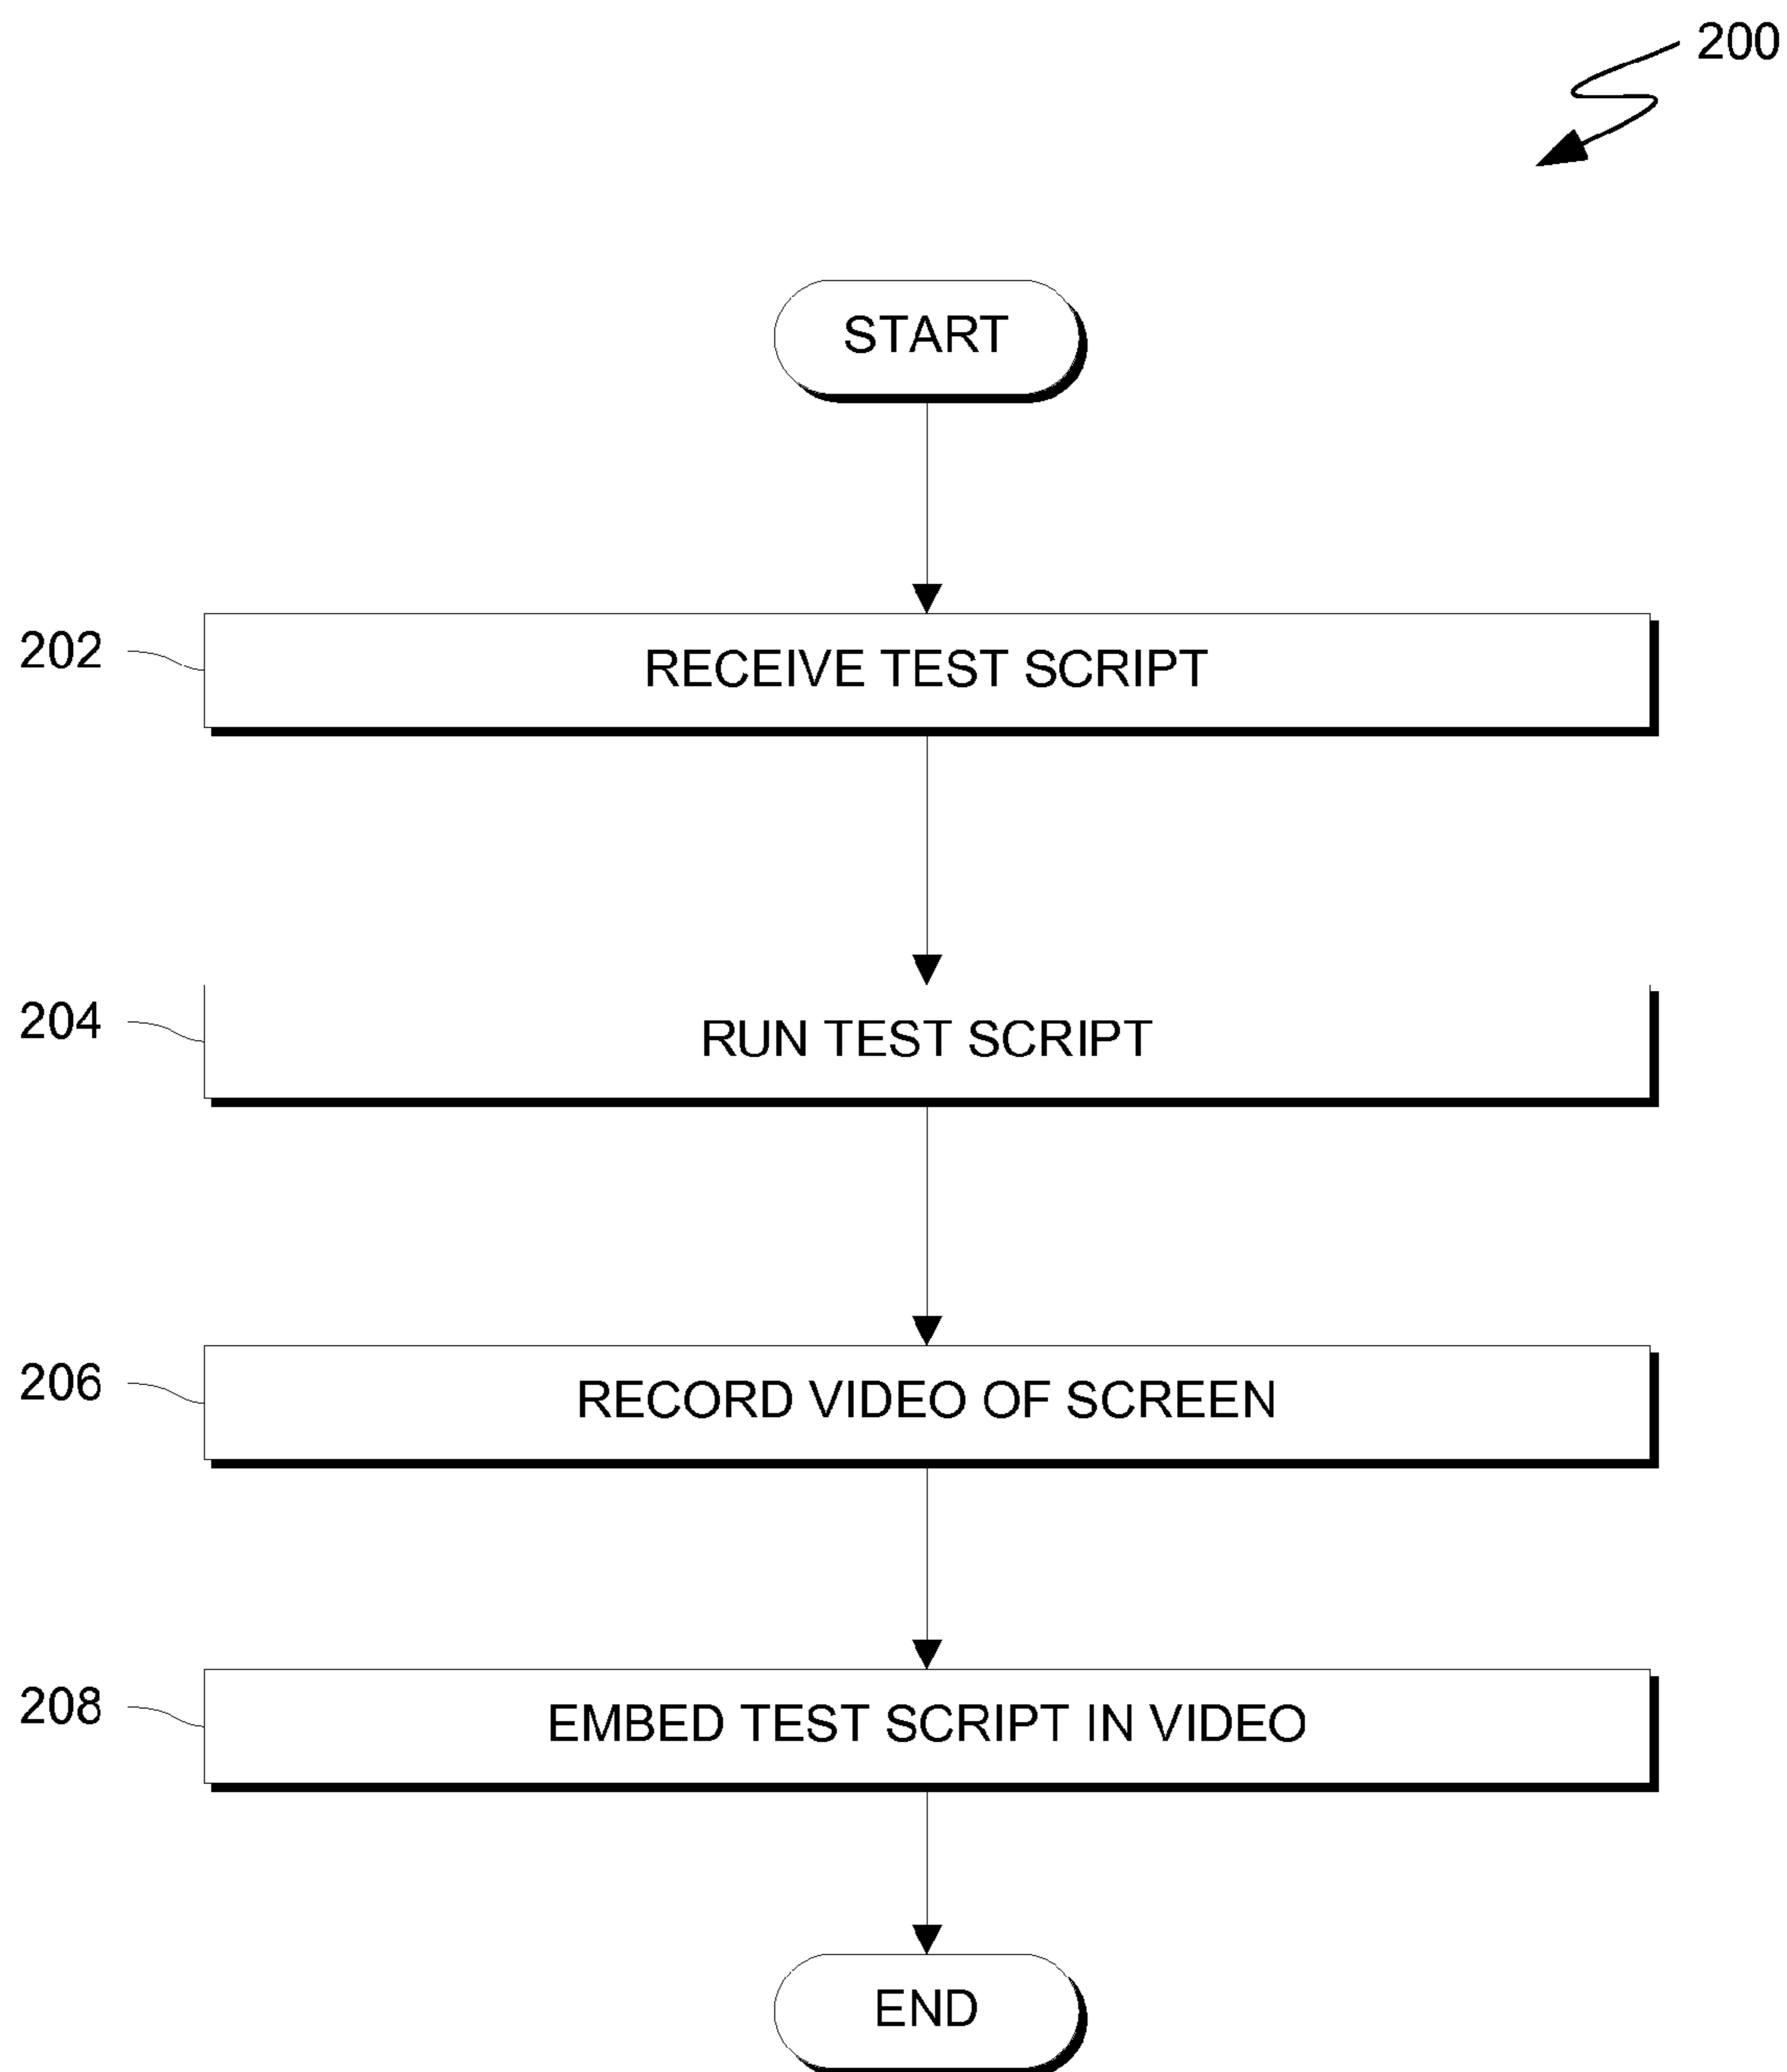 200
START
202
RECEIVE TEST SCRIPT
204
RUN TEST SCRIPT
206
RECORD VIDEO OF SCREEN
208
EMBED TEST SCRIPT IN VIDEO
END